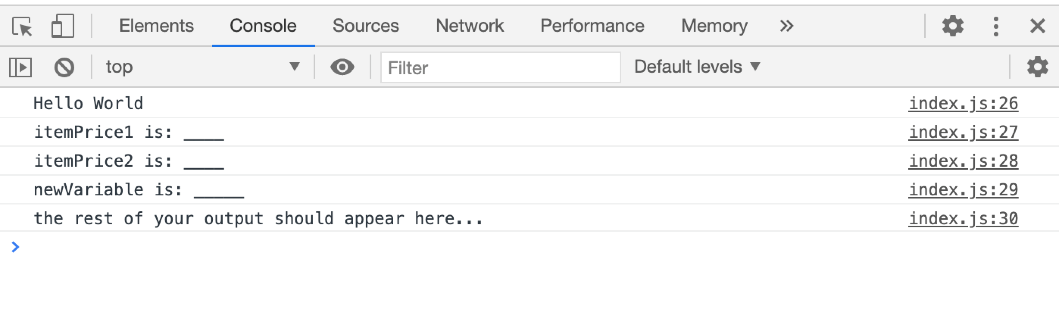 Elements Console Sources Network Performance Memory »
top ▼ Filter Default levels ▼
Hello World index.js:26
itemPrice1 is: ____ index.js:27
itemPrice2 is: ____ index.js:28
newVariable is: _____ index.js:29
the rest of your output should appear here... index.js:30
>